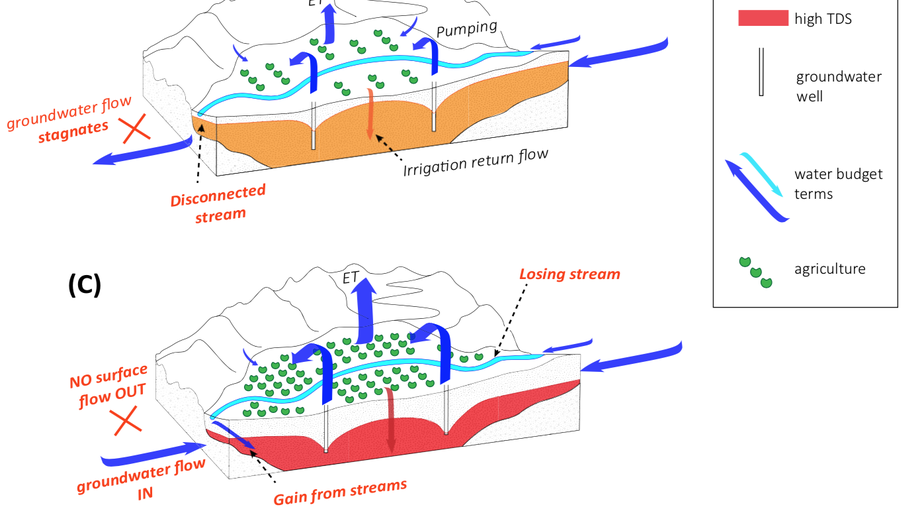 ET
Pumping
high TDS
groundwater
well
groundwater flow
stagnates
Irrigation return flow
Disconnected
stream
water budget
terms
agriculture
(C)
ET
Losing stream
NO surface
flow OUT
groundwater flow
IN
Gain from streams